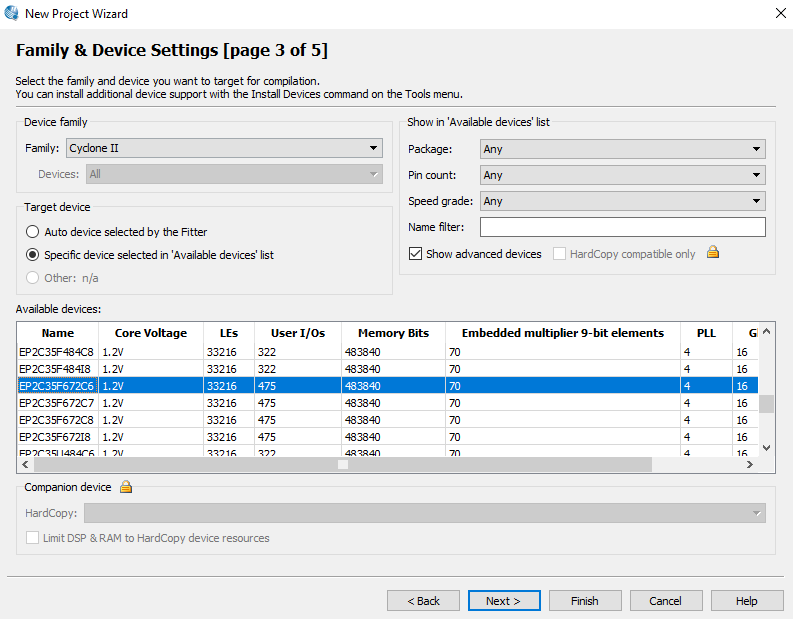 New Project Wizard
Family & Device Settings [page 3 of 5]
Select the family and device you want to target for compilation.
You can install additional device support with the Install Devices command on the Tools menu.
Device family
Family: Cyclone II
Devices: All
Target device
Auto device selected by the Fitter
Specific device selected in 'Available devices' list
Other: n/a
Show in 'Available devices' list
Package: Any
Pin count: Any
Speed grade: Any
Name filter:
Show advanced devices HardCopy compatible only
Available devices:
Name Core Voltage LEs User I/Os Memory Bits Embedded multiplier 9-bit elements PLL G
EP2C35F484C8 1.2V 33216 322 483840 70 4 16
EP2C35F484I8 1.2V 33216 322 483840 70 4 16
EP2C35F672C6 1.2V 33216 475 483840 70 4 16
EP2C35F672C7 1.2V 33216 475 483840 70 4 16
EP2C35F672C8 1.2V 33216 475 483840 70 4 16
EP2C35F672I8 1.2V 33216 475 483840 70 4 16
EP2C35U484C6 1.2V 33216 322 483840 70 4 16
Companion device
HardCopy:
Limit DSP & RAM to HardCopy device resources
< Back Next > Finish Cancel Help